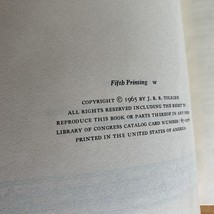 Fifth Printing W
COPYRIGHT © 1965 BY J. R. R. TOLKIEN
ALL RIGHTS RESERVED INCLUDING THE RIGHT TO
REPRODUCE THIS BOOK OR PARTS THEREOF IN ANY
LIBRARY OF CONGRESS CATALOG CARD NUMBER:
PRINTED IN THE UNITED STATES OF AMERICA